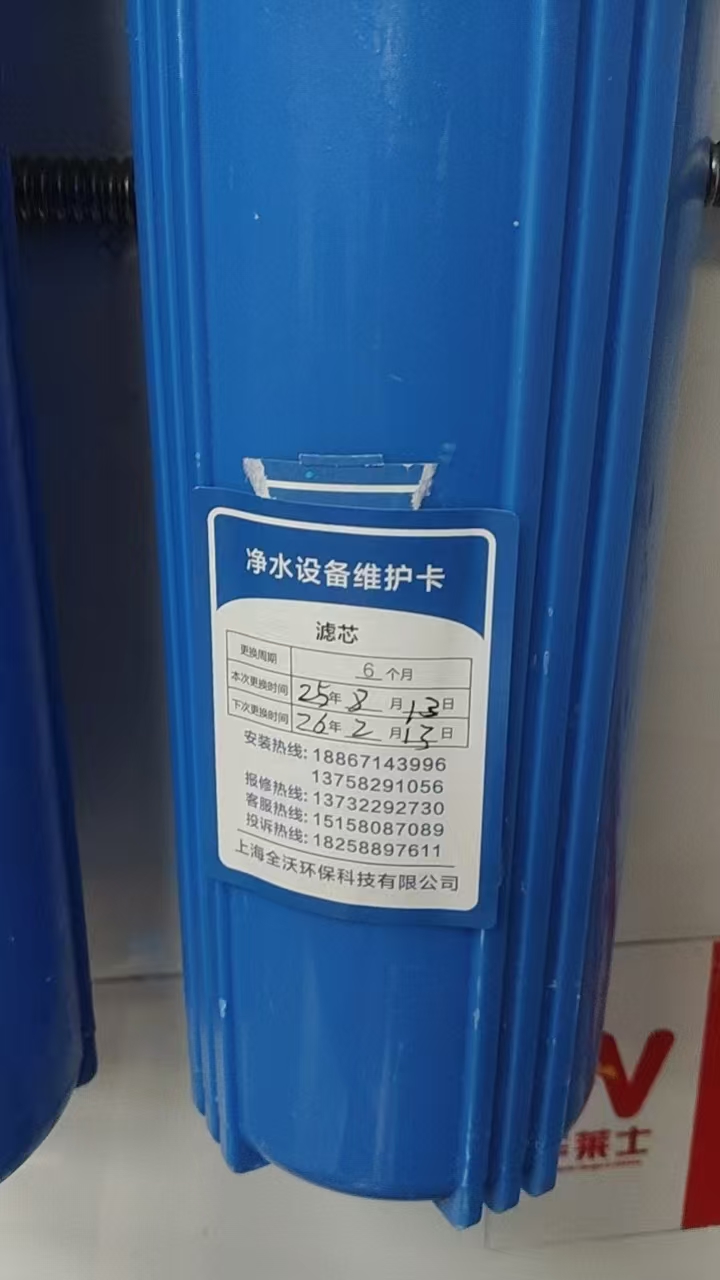 净水设备维护卡
滤芯
更换周期 6 个月
本次更换时间 25年 8 月 13 日
下次更换时间 26年 2 月 13 日
安装热线: 18867143996
13758291056
报修热线: 13732292730
客服热线: 15158087089
投诉热线: 18258897611
上海全沃环保科技有限公司
莱士